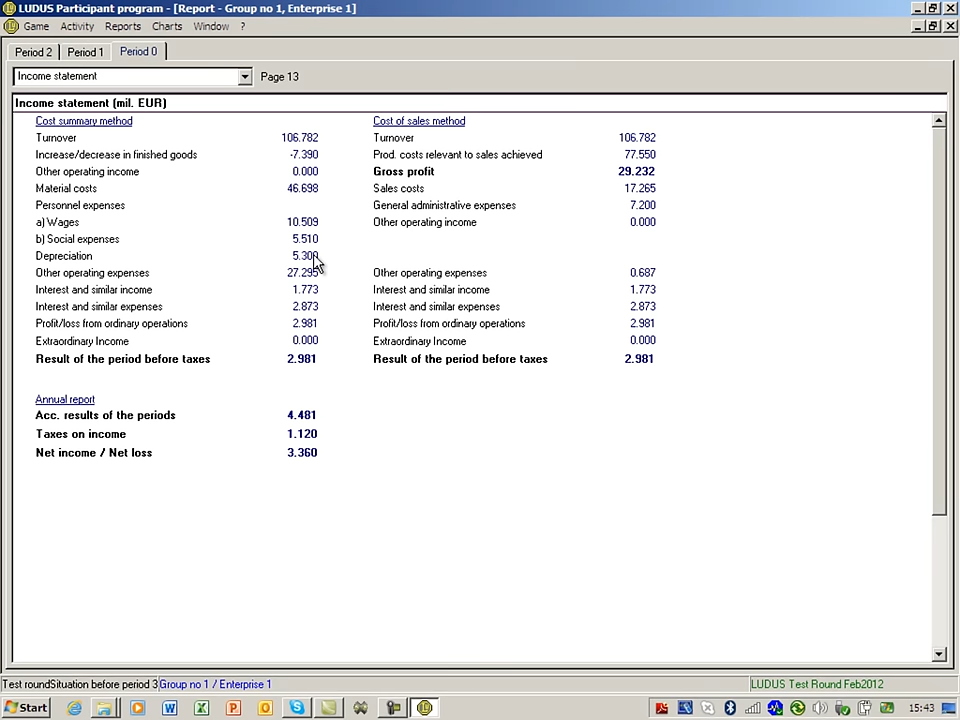 LUDUS Participant program - [Report - Group no 1, Enterprise 1]
Game Activity Reports Charts Window ?
Period 2 Period 1 Period 0
Income statement Page 13
Income statement (mil. EUR)
Cost summary method Cost of sales method
Turnover 106.782 Turnover 106.782
Increase/decrease in finished goods -7.390 Prod. costs relevant to sales achieved 77.550
Other operating income 0.000 Gross profit 29.232
Material costs 46.698 Sales costs 17.265
Personnel expenses General administrative expenses 7.200
a) Wages 10.509 Other operating income 0.000
b) Social expenses 5.510
Depreciation 5.300
Other operating expenses 27.295 Other operating expenses 0.687
Interest and similar income 1.773 Interest and similar income 1.773
Interest and similar expenses 2.873 Interest and similar expenses 2.873
Profit/loss from ordinary operations 2.981 Profit/loss from ordinary operations 2.981
Extraordinary Income 0.000 Extraordinary Income 0.000
Result of the period before taxes 2.981 Result of the period before taxes 2.981
Annual report
Acc. results of the periods 4.481
Taxes on income 1.120
Net income / Net loss 3.360
Test roundSituation before period 3 Group no 1 / Enterprise 1 LUDUS Test Round Feb2012
Start 15:43